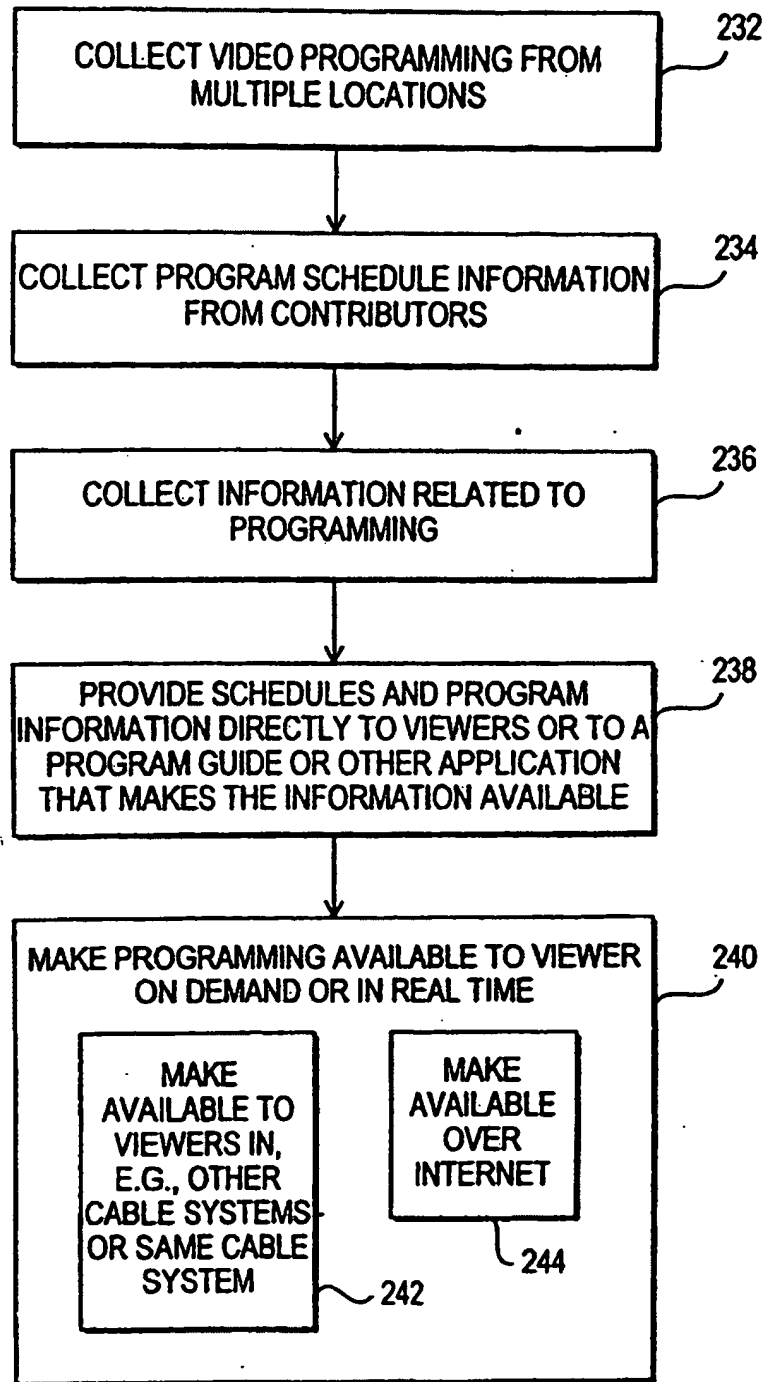 232
COLLECT VIDEO PROGRAMMING FROM
MULTIPLE LOCATIONS
234
COLLECT PROGRAM SCHEDULE INFORMATION
FROM CONTRIBUTORS
236
COLLECT INFORMATION RELATED TO
PROGRAMMING
238
PROVIDE SCHEDULES AND PROGRAM
INFORMATION DIRECTLY TO VIEWERS OR TO A
PROGRAM GUIDE OR OTHER APPLICATION
THAT MAKES THE INFORMATION AVAILABLE
240
MAKE PROGRAMMING AVAILABLE TO VIEWER
ON DEMAND OR IN REAL TIME
MAKE
AVAILABLE TO
VIEWERS IN,
E.G., OTHER
CABLE SYSTEMS
OR SAME CABLE
SYSTEM
242
MAKE
AVAILABLE
OVER
INTERNET
244